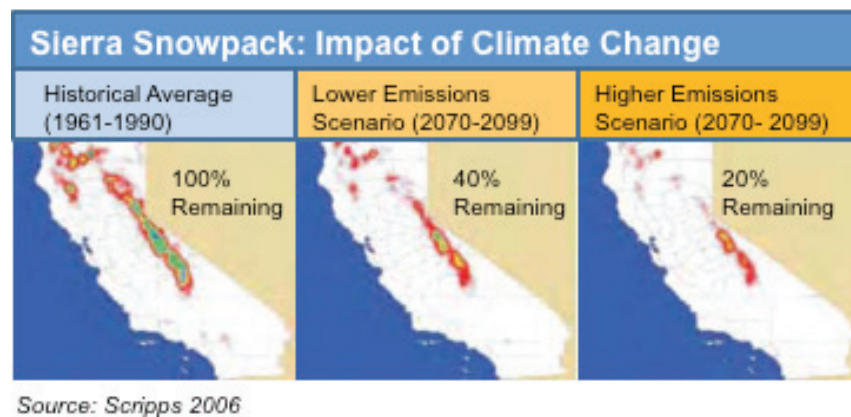 Sierra Snowpack: Impact of Climate Change
Historical Average
(1961-1990)
Lower Emissions
Scenario (2070-2099)
Higher Emissions
Scenario (2070- 2099)
100%
Remaining
40%
Remaining
20%
Remaining
Source: Scripps 2006